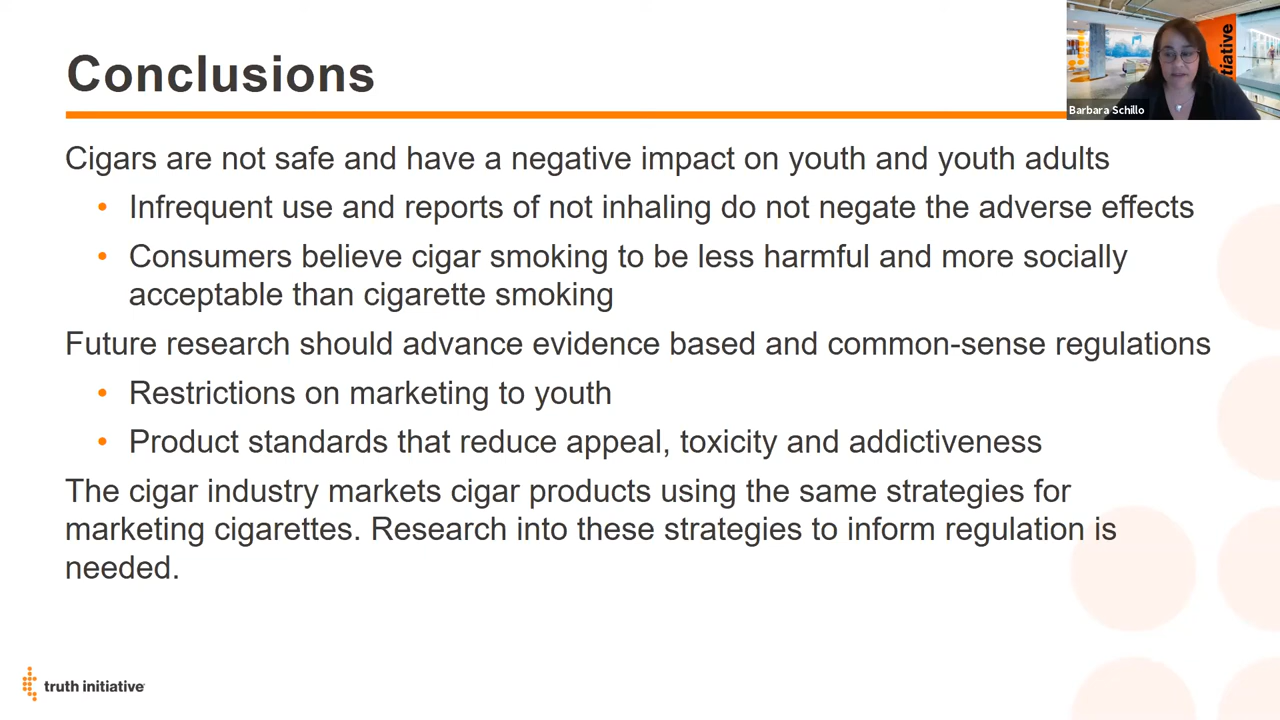 Conclusions
itiative
Barbara Schillo
Cigars are not safe and have a negative impact on youth and youth adults
• Infrequent use and reports of not inhaling do not negate the adverse effects
• Consumers believe cigar smoking to be less harmful and more socially
acceptable than cigarette smoking
Future research should advance evidence based and common-sense regulations
• Restrictions on marketing to youth
• Product standards that reduce appeal, toxicity and addictiveness
The cigar industry markets cigar products using the same strategies for
marketing cigarettes. Research into these strategies to inform regulation is
needed.
truth initiative